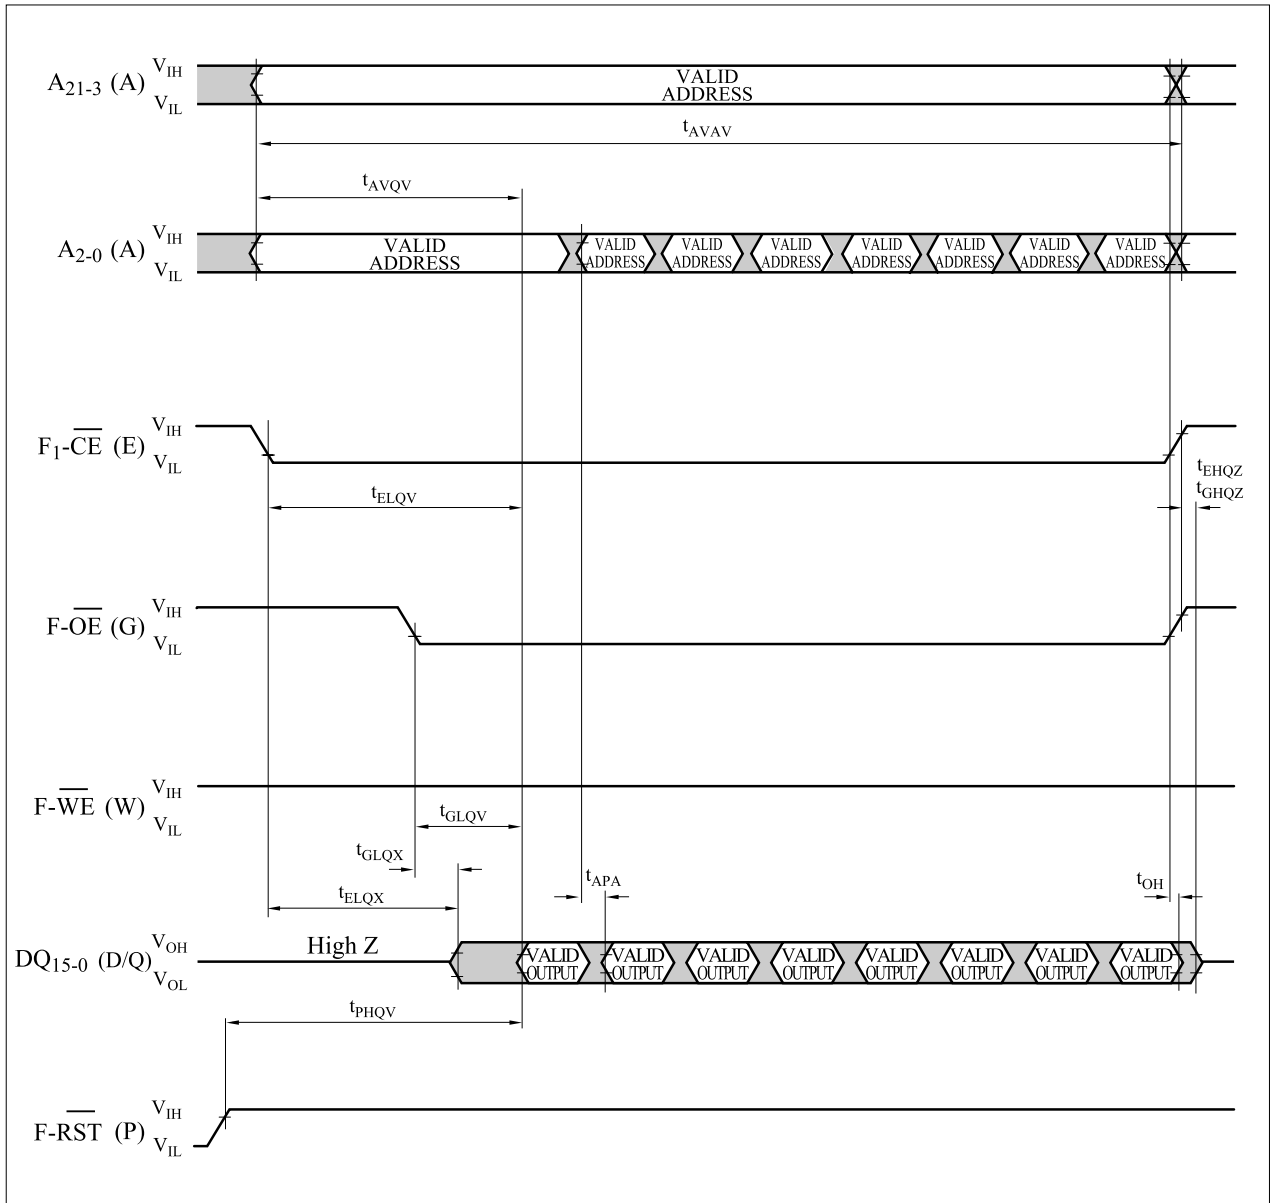 A21-3 (A) VIH VIL VALID ADDRESS
tAVAV
tAVQV
A2-0 (A) VIH VIL VALID ADDRESS VALID ADDRESS VALID ADDRESS VALID ADDRESS VALID ADDRESS VALID ADDRESS VALID ADDRESS VALID ADDRESS
F1-CE (E) VIH VIL
tEHQZ
tGHQZ
tELQV
F-OE (G) VIH VIL
F-WE (W) VIH VIL
tGLQV
tGLQX
tELQX
tAPA
tOH
DQ15-0 (D/Q) VOH VOL High Z VALID OUTPUT VALID OUTPUT VALID OUTPUT VALID OUTPUT VALID OUTPUT VALID OUTPUT VALID OUTPUT VALID OUTPUT
tPHQV
F-RST (P) VIH VIL